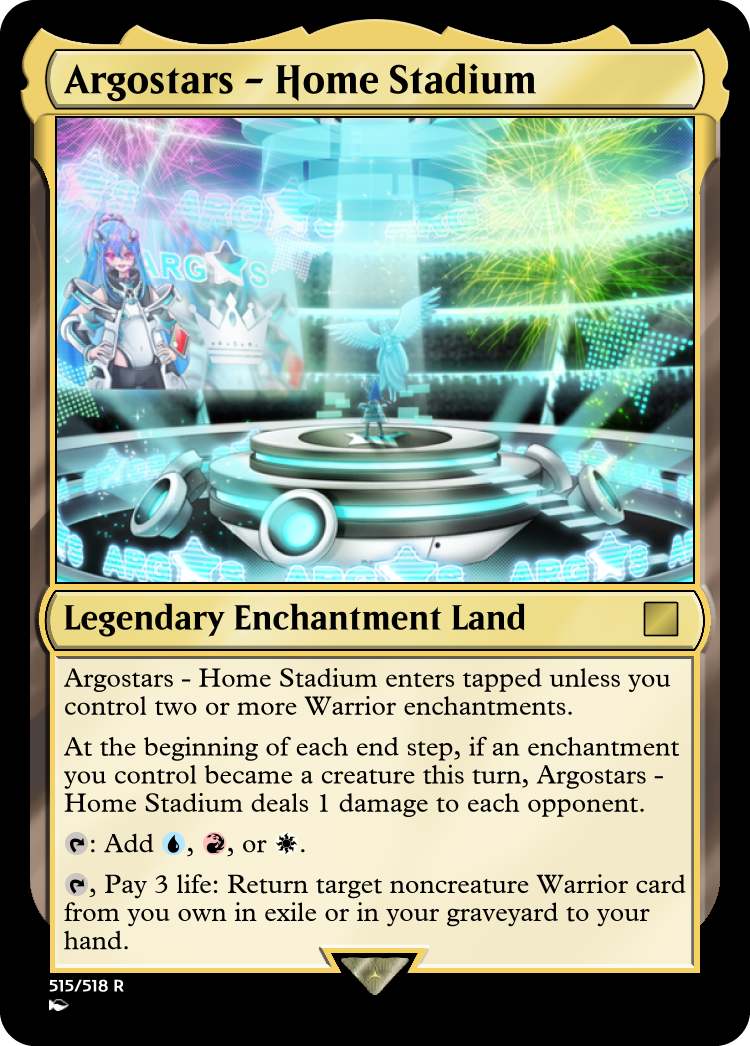 Argostars – Home Stadium
ARG S
ARG S
Legendary Enchantment Land
Argostars - Home Stadium enters tapped unless you
control two or more Warrior enchantments.
At the beginning of each end step, if an enchantment
you control became a creature this turn, Argostars -
Home Stadium deals 1 damage to each opponent.
: Add , , or .
, Pay 3 life: Return target noncreature Warrior card
from you own in exile or in your graveyard to your
hand.
515/518 R